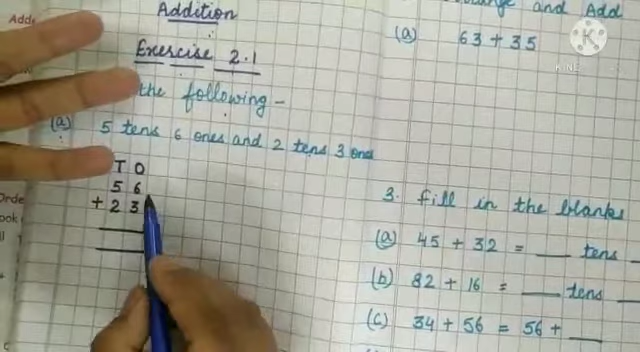 Addition
Exercise 2.1
the following -
(a) 5 tens 6 ones and 2 tens 3 ones
T O
5 6
+ 2 3
and Add
(a) 63 + 35
3. fill in the blanks
(a) 45 + 32 = ___ tens
(b) 82 + 16 = ___ tens
(c) 34 + 56 = 56 + ___